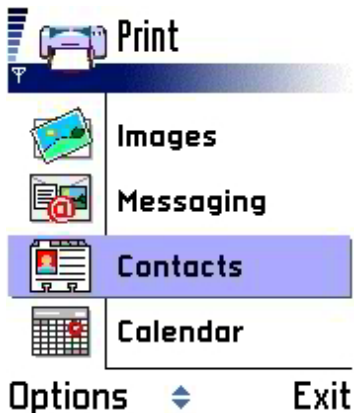 Print
Images
Messaging
Contacts
Calendar
Options Exit